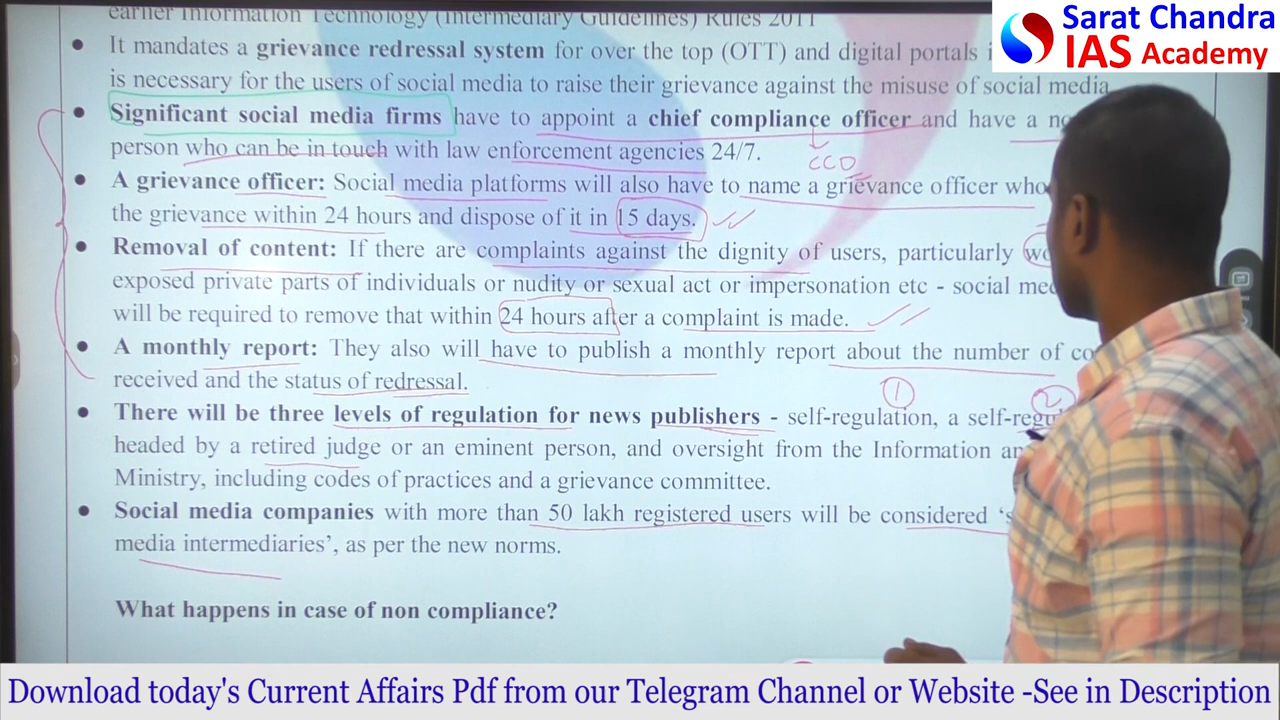 earlier Information Technology (Intermediary Guidelines) Rules 2011
Sarat Chandra
IAS Academy
• It mandates a grievance redressal system for over the top (OTT) and digital portals
is necessary for the users of social media to raise their grievance against the misuse of social media
• Significant social media firms have to appoint a chief compliance officer and have a
person who can be in touch with law enforcement agencies 24/7.
CCO
• A grievance officer: Social media platforms will also have to name a grievance officer who
the grievance within 24 hours and dispose of it in 15 days.
• Removal of content: If there are complaints against the dignity of users, particularly
exposed private parts of individuals or nudity or sexual act or impersonation etc - social
will be required to remove that within 24 hours after a complaint is made.
• A monthly report: They also will have to publish a monthly report about the number of
received and the status of redressal.
1 2
• There will be three levels of regulation for news publishers - self-regulation, a
headed by a retired judge or an eminent person, and oversight from the Information
Ministry, including codes of practices and a grievance committee.
• Social media companies with more than 50 lakh registered users will be considered
media intermediaries’, as per the new norms.
What happens in case of non compliance?
Download today's Current Affairs Pdf from our Telegram Channel or Website -See in Description